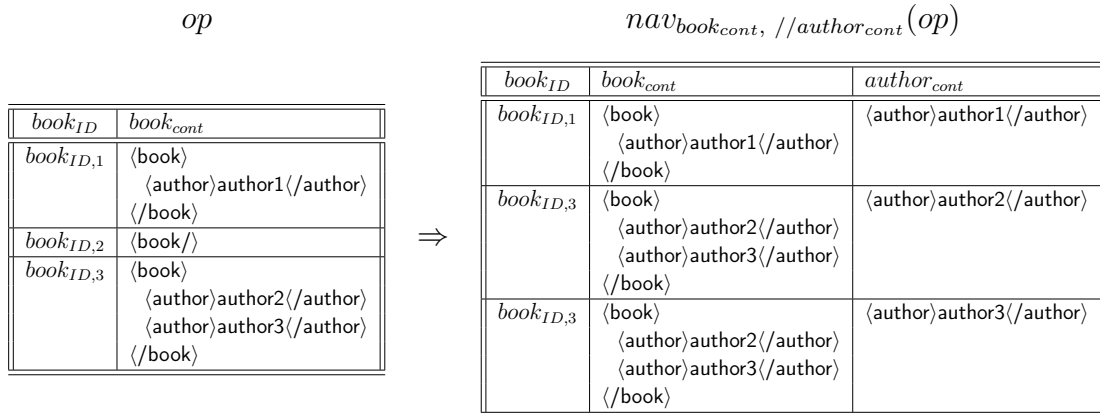 op
book_ID book_cont
book_ID,1 ⟨book⟩
⟨author⟩author1⟨/author⟩
⟨/book⟩
book_ID,2 ⟨book/⟩
book_ID,3 ⟨book⟩
⟨author⟩author2⟨/author⟩
⟨author⟩author3⟨/author⟩
⟨/book⟩
⇒
nav_book_cont, //author_cont(op)
book_ID book_cont author_cont
book_ID,1 ⟨book⟩ ⟨author⟩author1⟨/author⟩
⟨author⟩author1⟨/author⟩
⟨/book⟩
book_ID,3 ⟨book⟩ ⟨author⟩author2⟨/author⟩
⟨author⟩author2⟨/author⟩
⟨author⟩author3⟨/author⟩
⟨/book⟩
book_ID,3 ⟨book⟩ ⟨author⟩author3⟨/author⟩
⟨author⟩author2⟨/author⟩
⟨author⟩author3⟨/author⟩
⟨/book⟩